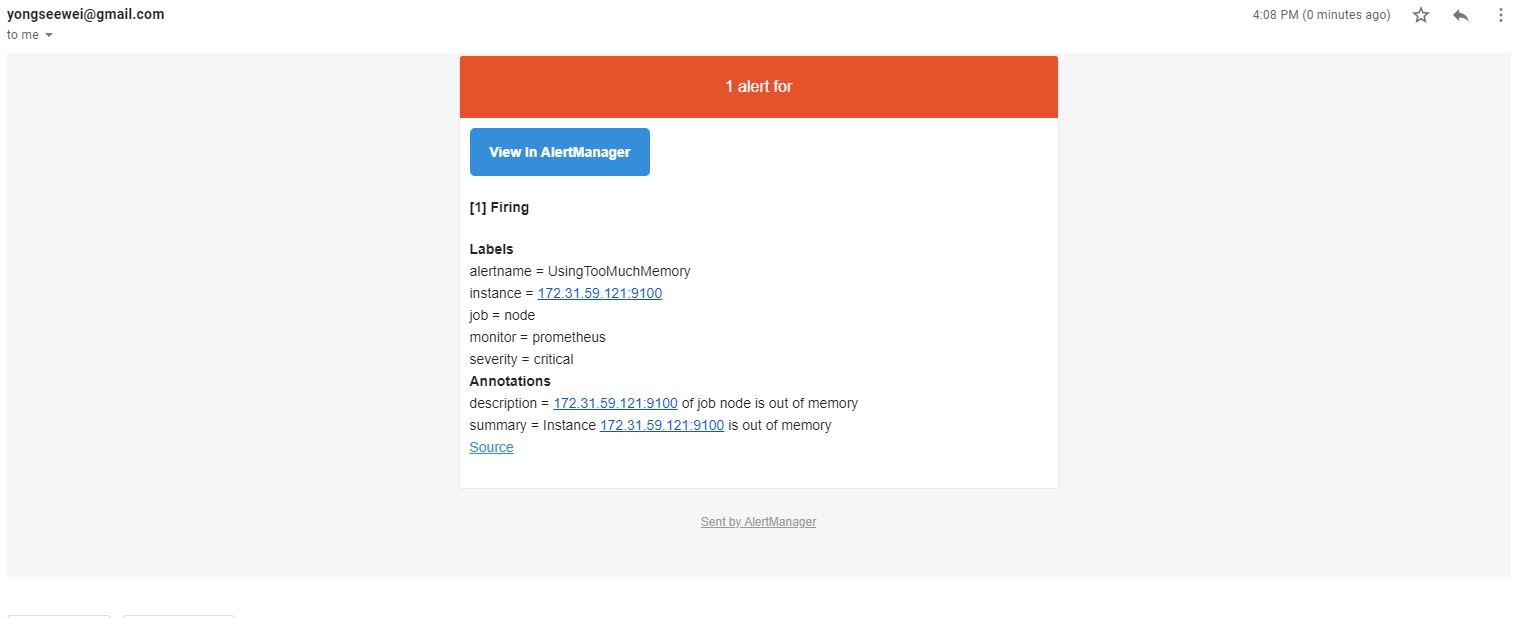 yongseewei@gmail.com
4:08 PM (0 minutes ago)
to me
1 alert for
View In AlertManager
[1] Firing
Labels
alertname = UsingTooMuchMemory
instance = 172.31.59.121:9100
job = node
monitor = prometheus
severity = critical
Annotations
description = 172.31.59.121:9100 of job node is out of memory
summary = Instance 172.31.59.121:9100 is out of memory
Source
Sent by AlertManager